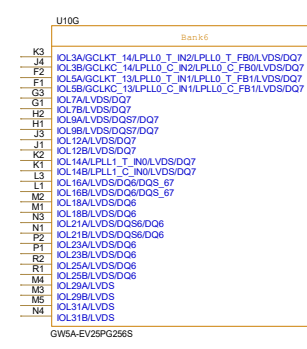 U10G
Bank6
K3 IOL3A/GCLKT_14/LPLL0_T_IN2/LPLL0_T_FB0/LVDS/DQ7
J4 IOL3B/GCLKC_14/LPLL0_C_IN2/LPLL0_C_FB0/LVDS/DQ7
F2 IOL5A/GCLKT_13/LPLL0_T_IN1/LPLL0_T_FB1/LVDS/DQ7
F1 IOL5B/GCLKC_13/LPLL0_C_IN1/LPLL0_C_FB1/LVDS/DQ7
G3 IOL7A/LVDS/DQ7
G1 IOL7B/LVDS/DQ7
H2 IOL9A/LVDS/DQS7/DQ7
H1 IOL9B/LVDS/DQS7/DQ7
J3 IOL12A/LVDS/DQ7
J1 IOL12B/LVDS/DQ7
K2 IOL14A/LPLL1_T_IN0/LVDS/DQ7
K1 IOL14B/LPLL1_C_IN0/LVDS/DQ7
L3 IOL16A/LVDS/DQ6/DQS_67
L1 IOL16B/LVDS/DQ6/DQS_67
M2 IOL18A/LVDS/DQ6
M1 IOL18B/LVDS/DQ6
N3 IOL21A/LVDS/DQS6/DQ6
N1 IOL21B/LVDS/DQS6/DQ6
P2 IOL23A/LVDS/DQ6
P1 IOL23B/LVDS/DQ6
R2 IOL25A/LVDS/DQ6
R1 IOL25B/LVDS/DQ6
M4 IOL29A/LVDS
M3 IOL29B/LVDS
M5 IOL31A/LVDS
N4 IOL31B/LVDS
GW5A-EV25PG256S